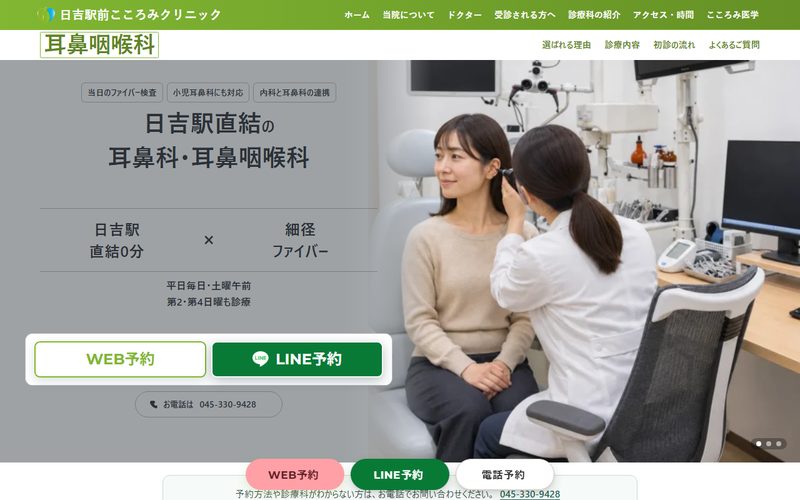 日吉駅前こころみクリニック
ホーム 当院について ドクター 受診される方へ 診療科の紹介 アクセス・時間 こころみ医学
耳鼻咽喉科
選ばれる理由 診療内容 初診の流れ よくあるご質問
当日のファイバー検査 小児耳鼻科にも対応 内科と耳鼻科の連携
日吉駅直結の
耳鼻科・耳鼻咽喉科
日吉駅
直結0分
×
細径
ファイバー
平日毎日・土曜午前
第2・第4日曜も診療
WEB予約
LINE LINE予約
お電話は 045-330-9428
WEB予約 LINE予約 電話予約
予約方法や診療科がわからない方は、お電話でお問い合わせください。 045-330-9428